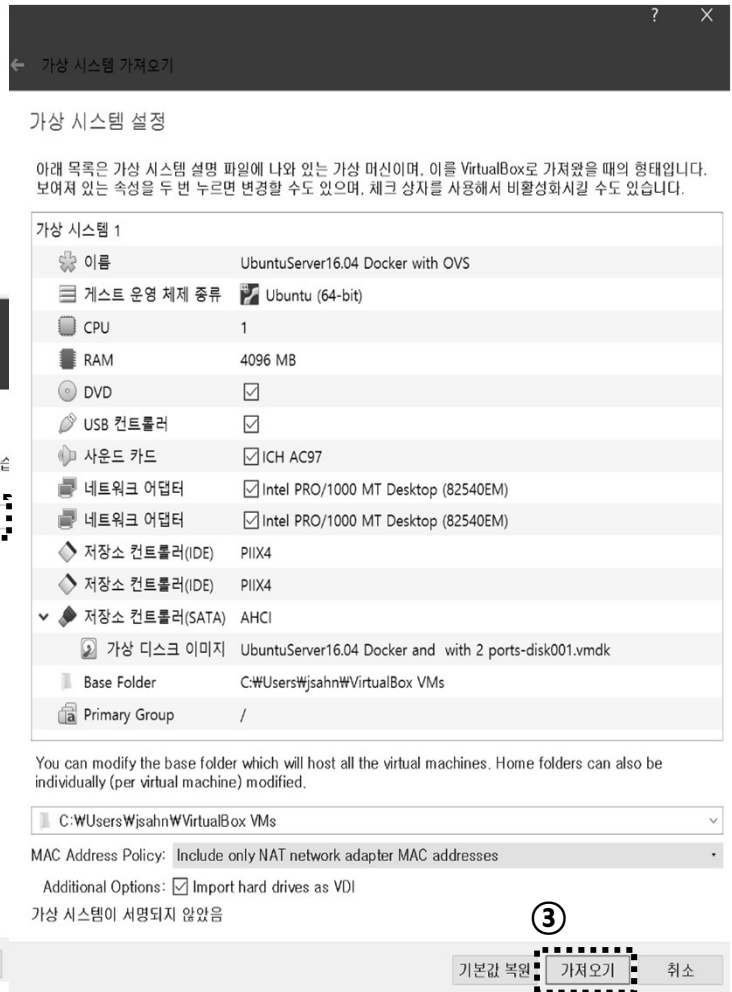 ? X
← 가상 시스템 가져오기
가상 시스템 설정
아래 목록은 가상 시스템 설명 파일에 나와 있는 가상 머신이며, 이를 VirtualBox로 가져왔을 때의 형태입니다.
보여져 있는 속성을 두 번 누르면 변경할 수도 있으며, 체크 상자를 사용해서 비활성화시킬 수도 있습니다.
가상 시스템 1
이름 UbuntuServer16.04 Docker with OVS
게스트 운영 체제 종류 Ubuntu (64-bit)
CPU 1
RAM 4096 MB
DVD
USB 컨트롤러
사운드 카드 ICH AC97
네트워크 어댑터 Intel PRO/1000 MT Desktop (82540EM)
네트워크 어댑터 Intel PRO/1000 MT Desktop (82540EM)
저장소 컨트롤러(IDE) PIIX4
저장소 컨트롤러(IDE) PIIX4
저장소 컨트롤러(SATA) AHCI
가상 디스크 이미지 UbuntuServer16.04 Docker and with 2 ports-disk001.vmdk
Base Folder C:₩Users₩jsahn₩VirtualBox VMs
Primary Group /
You can modify the base folder which will host all the virtual machines. Home folders can also be
individually (per virtual machine) modified.
C:₩Users₩jsahn₩VirtualBox VMs
MAC Address Policy: Include only NAT network adapter MAC addresses
Additional Options: Import hard drives as VDI
가상 시스템이 서명되지 않았음
③
기본값 복원 가져오기 취소